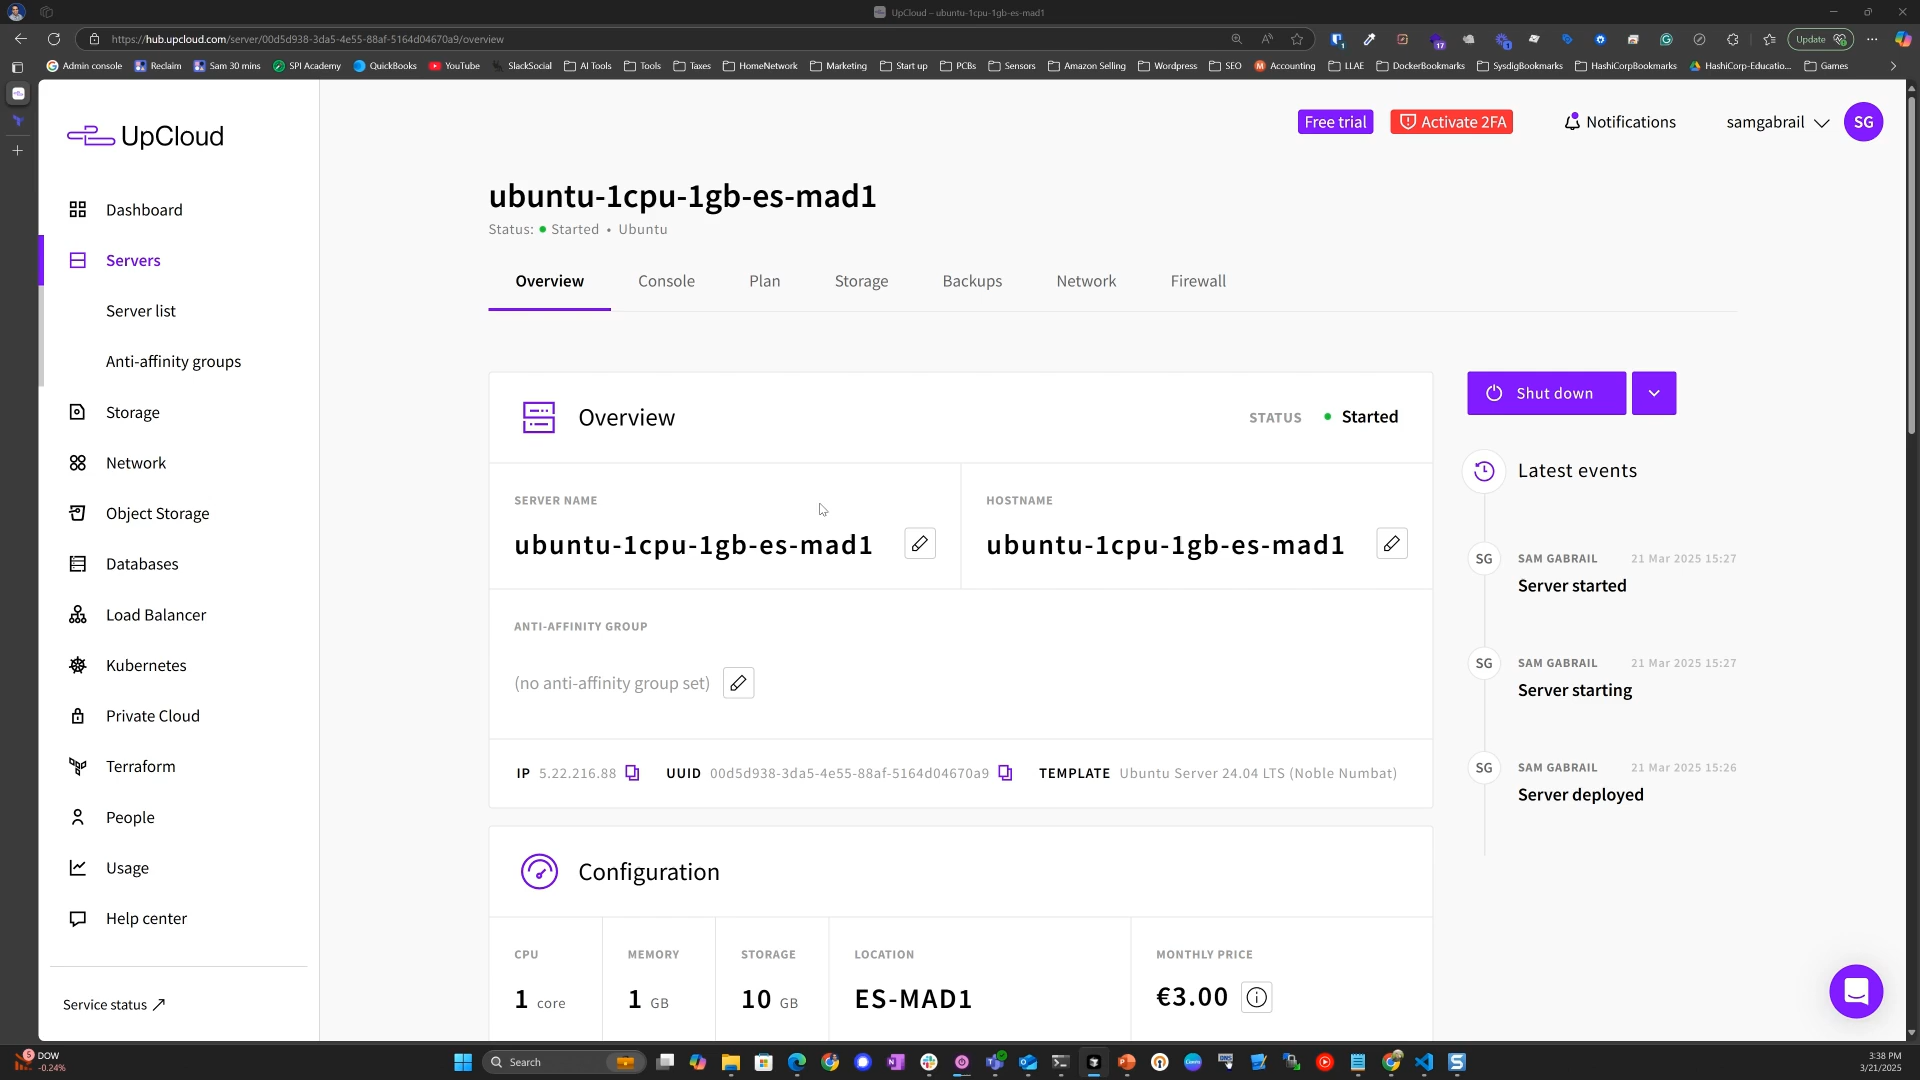 UpCloud – ubuntu-1cpu-1gb-es-mad1
https://hub.upcloud.com/server/00d5d938-3da5-4e55-88af-5164d04670a9/overview
Update
Admin console Reclaim Sam 30 mins SPI Academy QuickBooks YouTube SlackSocial AI Tools Tools Taxes HomeNetwork Marketing Start up PCBs Sensors Amazon Selling Wordpress SEO Accounting LLAE DockerBookmarks SysdigBookmarks HashiCorpBookmarks HashiCorp-Educatio... Games
UpCloud
Free trial
Activate 2FA
Notifications
samgabrail
SG
Dashboard
Servers
Server list
Anti-affinity groups
Storage
Network
Object Storage
Databases
Load Balancer
Kubernetes
Private Cloud
Terraform
People
Usage
Help center
Service status
ubuntu-1cpu-1gb-es-mad1
Status: Started • Ubuntu
Overview Console Plan Storage Backups Network Firewall
Overview
STATUS Started
SERVER NAME
ubuntu-1cpu-1gb-es-mad1
HOSTNAME
ubuntu-1cpu-1gb-es-mad1
ANTI-AFFINITY GROUP
(no anti-affinity group set)
IP 5.22.216.88 UUID 00d5d938-3da5-4e55-88af-5164d04670a9 TEMPLATE Ubuntu Server 24.04 LTS (Noble Numbat)
Configuration
CPU
1 core
MEMORY
1 GB
STORAGE
10 GB
LOCATION
ES-MAD1
MONTHLY PRICE
€3.00
Shut down
Latest events
SG SAM GABRAIL 21 Mar 2025 15:27
Server started
SG SAM GABRAIL 21 Mar 2025 15:27
Server starting
SG SAM GABRAIL 21 Mar 2025 15:26
Server deployed
DOW
-0.24%
Search
3:38 PM
3/21/2025